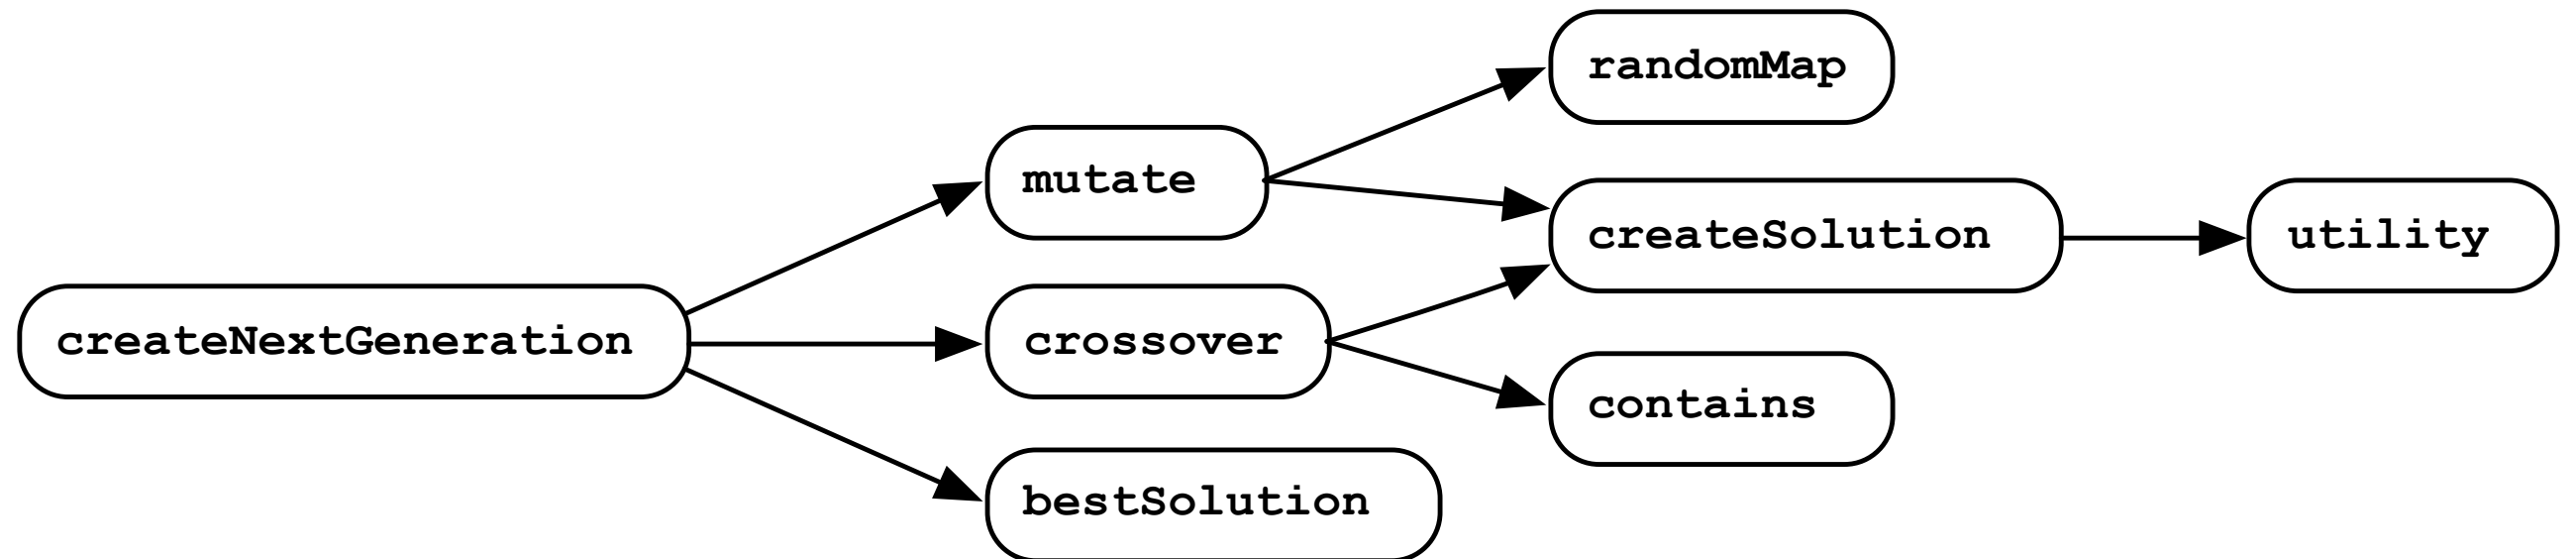 randomMap
mutate
createSolution
utility
createNextGeneration
crossover
contains
bestSolution